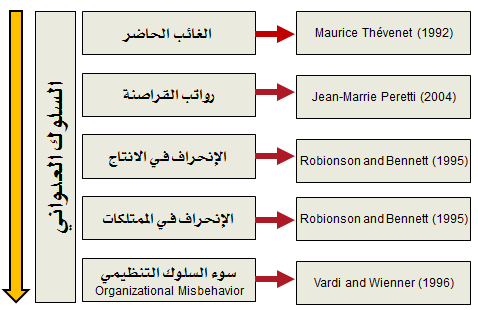 السلوك العدواني
الغائب الحاضر
Maurice Thévenet (1992)
رواتب القراصنة
Jean-Marrie Peretti (2004)
الإنحراف في الانتاج
Robionson and Bennett (1995)
الإنحراف في الممتلكات
Robionson and Bennett (1995)
سوء السلوك التنظيمي
Organizational Misbehavior
Vardi and Wienner (1996)